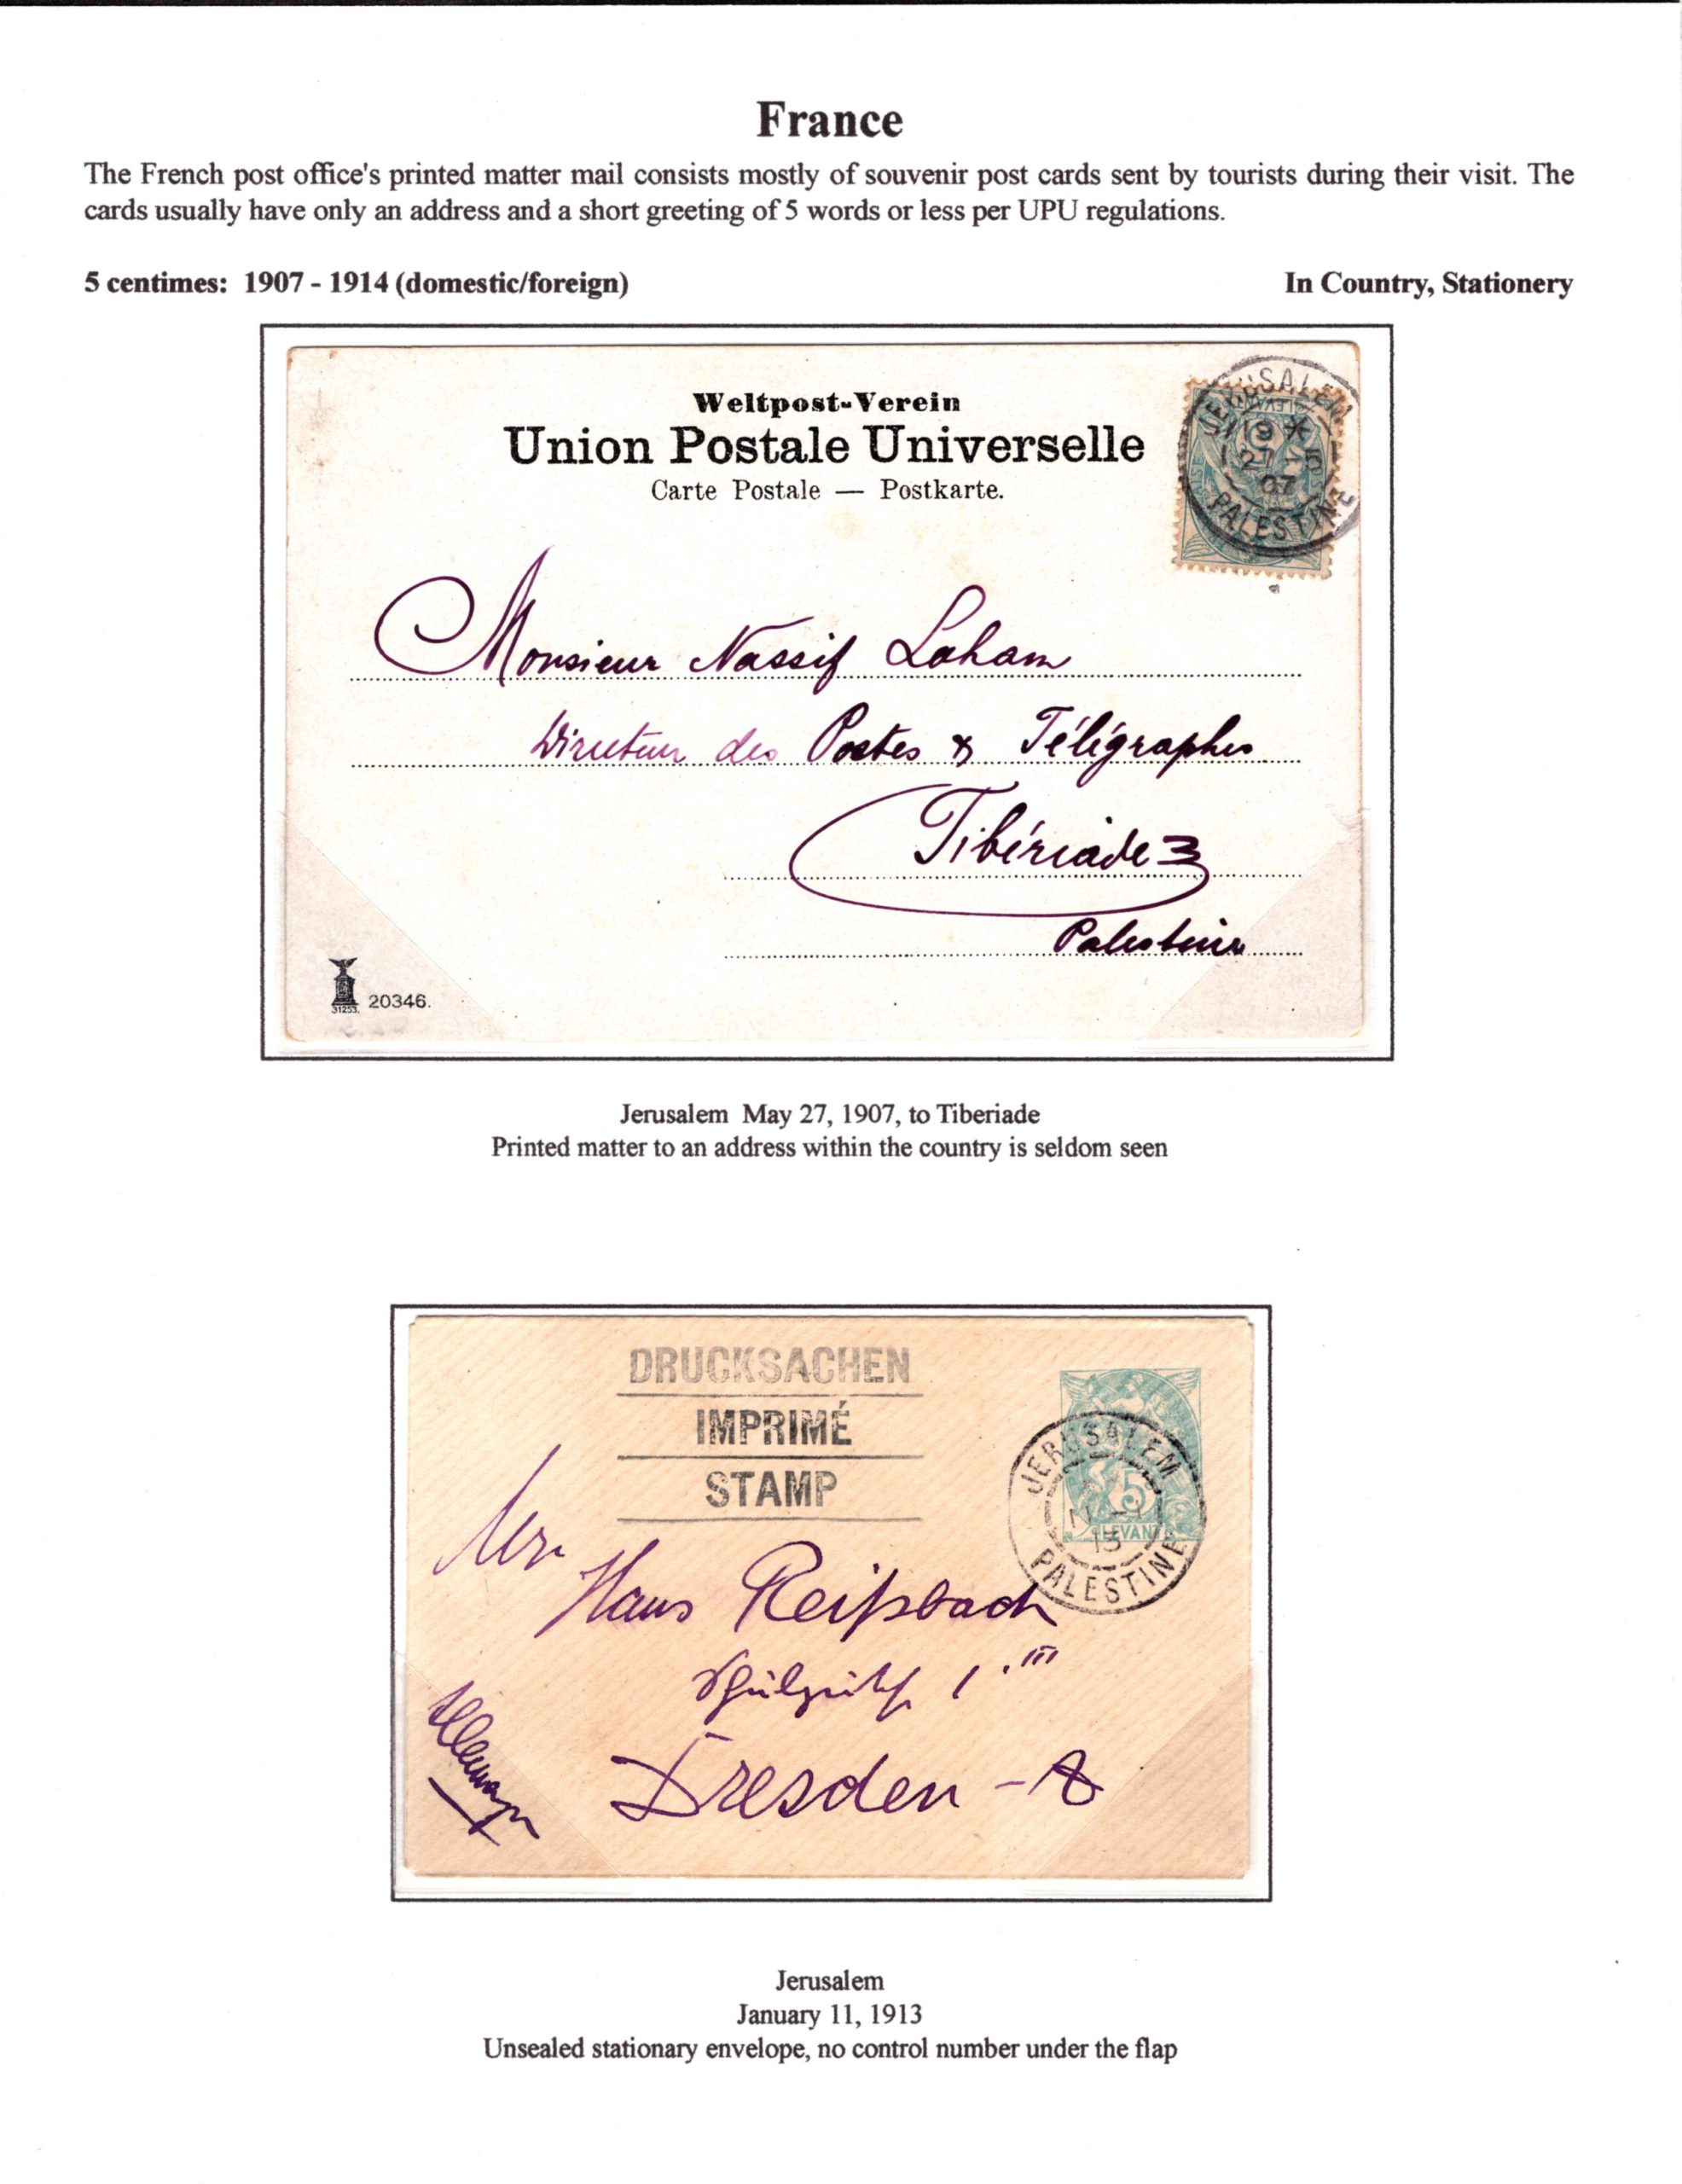 France
The French post office's printed matter mail consists mostly of souvenir post cards sent by tourists during their visit. The
cards usually have only an address and a short greeting of 5 words or less per UPU regulations.
5 centimes: 1907 - 1914 (domestic/foreign) In Country, Stationery
Weltpost-Verein
Union Postale Universelle
Carte Postale — Postkarte.
JERUSALEM
27 5
07
PALESTINE
Monsieur Nassif Laham
Directeur des Postes & Télégraphes
Tibériade
Palestine
31253. 20346.
Jerusalem May 27, 1907, to Tiberiade
Printed matter to an address within the country is seldom seen
DRUCKSACHEN
IMPRIMÉ
STAMP
5
LEVANT
JERUSALEM
13
PALESTINE
Hans Reißbach
Dresden - A
Allemagne
Jerusalem
January 11, 1913
Unsealed stationary envelope, no control number under the flap